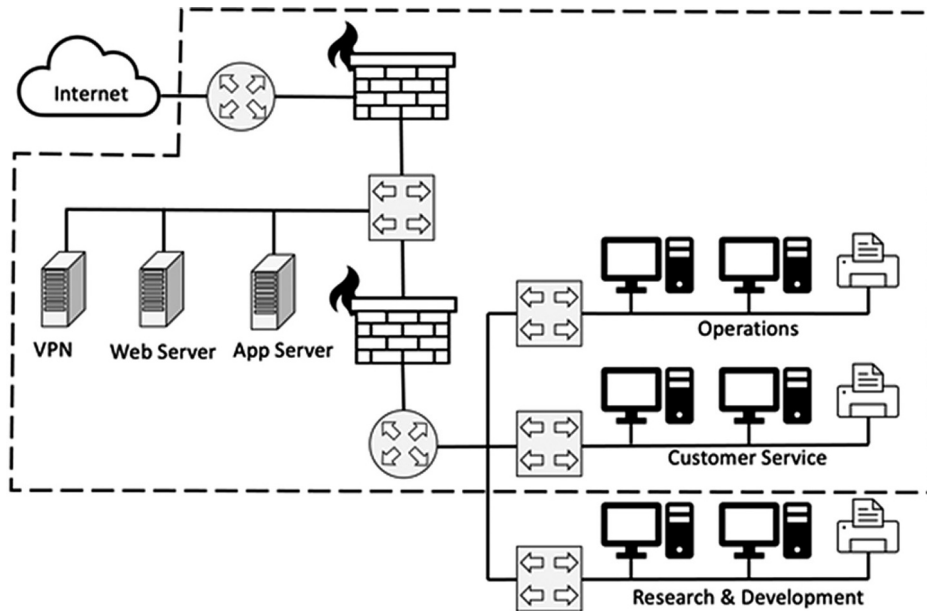 Internet
VPN
Web Server
App Server
Operations
Customer Service
Research & Development